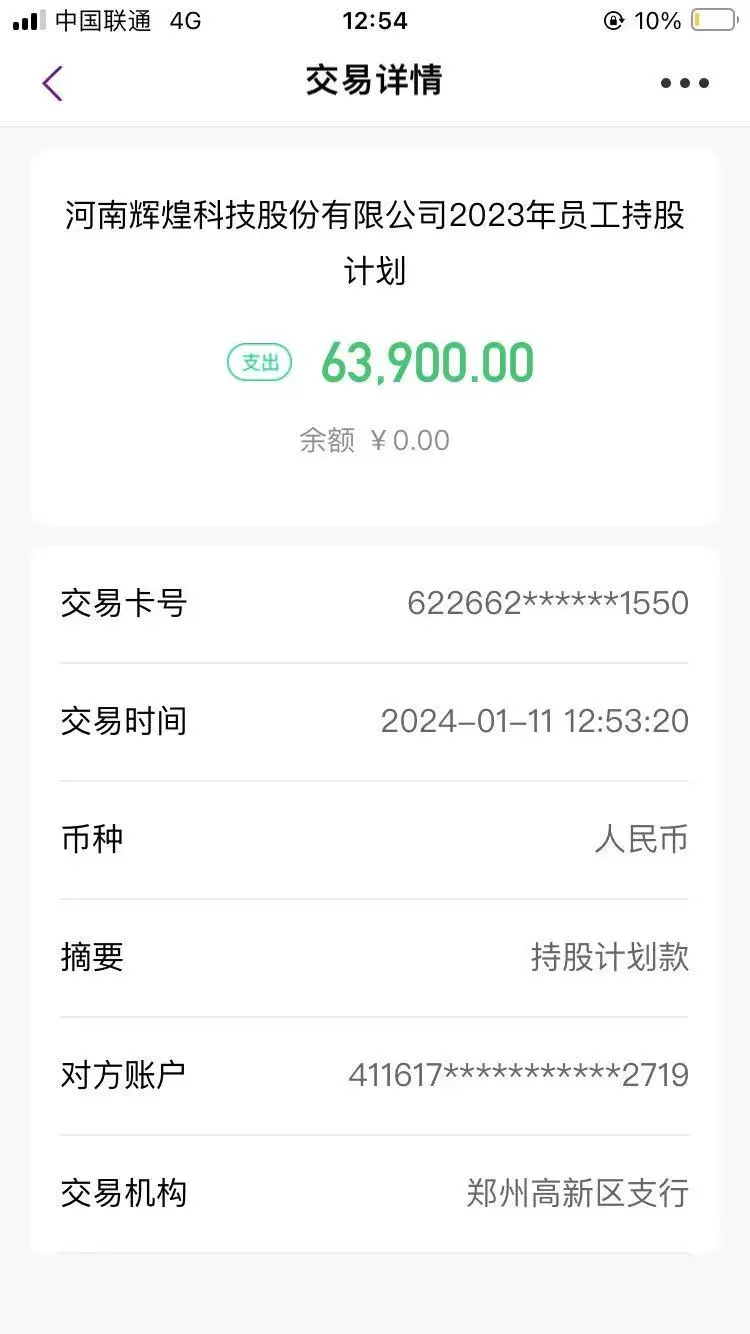 中国联通 4G 12:54 10%
交易详情
河南辉煌科技股份有限公司2023年员工持股
计划
支出 63,900.00
余额 ¥0.00
交易卡号 622662******1550
交易时间 2024-01-11 12:53:20
币种 人民币
摘要 持股计划款
对方账户 411617***********2719
交易机构 郑州高新区支行